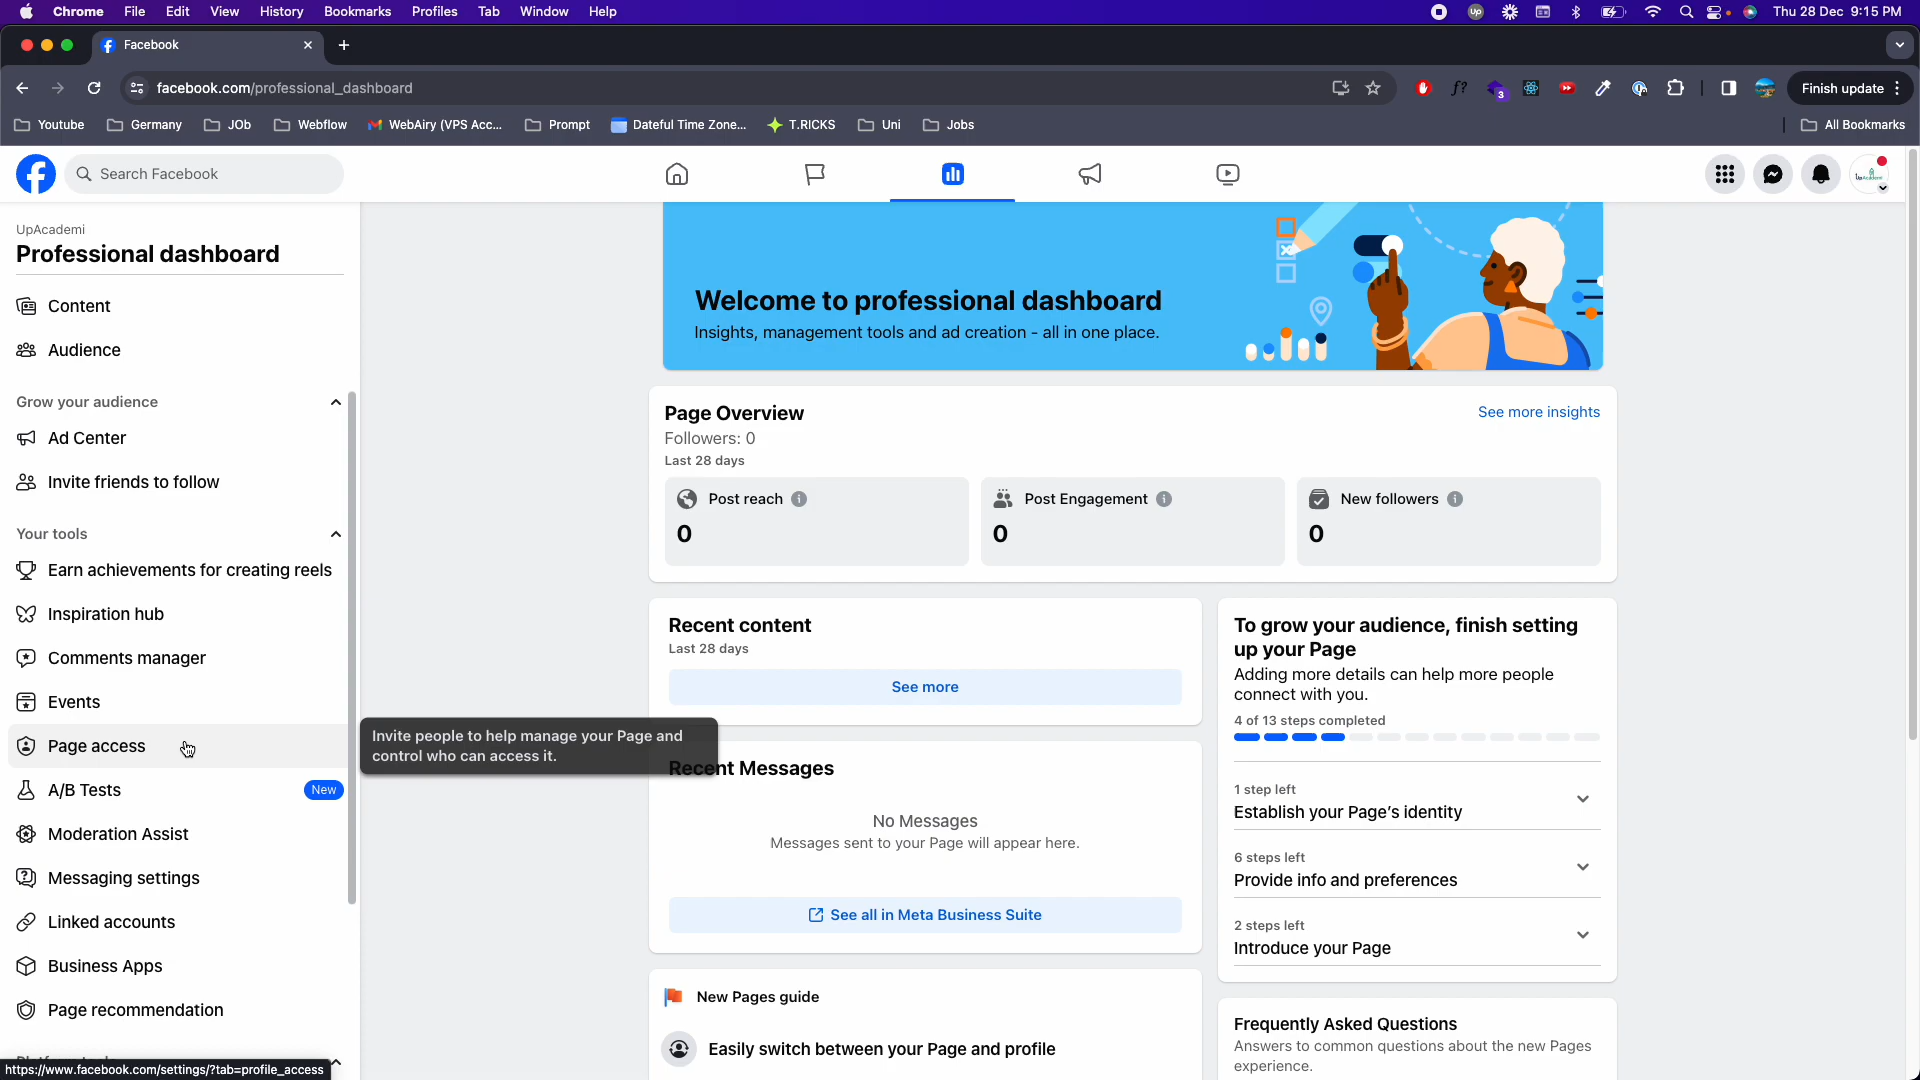 Chrome File Edit View History Bookmarks Profiles Tab Window Help
Up
Thu 28 Dec 9:15 PM
Facebook
facebook.com/professional_dashboard
f?
3
Finish update
Youtube Germany JOb Webflow WebAiry (VPS Acc... Prompt Dateful Time Zone... T.RICKS Uni Jobs
All Bookmarks
Search Facebook
UpAcademi
Professional dashboard
Content
Audience
Grow your audience
Ad Center
Invite friends to follow
Your tools
Earn achievements for creating reels
Inspiration hub
Comments manager
Events
Page access
A/B Tests New
Moderation Assist
Messaging settings
Linked accounts
Business Apps
Page recommendation
https://www.facebook.com/settings/?tab=profile_access
Invite people to help manage your Page and
control who can access it.
Welcome to professional dashboard
Insights, management tools and ad creation - all in one place.
Page Overview
See more insights
Followers: 0
Last 28 days
Post reach
0
Post Engagement
0
New followers
0
Recent content
Last 28 days
See more
Recent Messages
No Messages
Messages sent to your Page will appear here.
See all in Meta Business Suite
New Pages guide
Easily switch between your Page and profile
To grow your audience, finish setting
up your Page
Adding more details can help more people
connect with you.
4 of 13 steps completed
1 step left
Establish your Page's identity
6 steps left
Provide info and preferences
2 steps left
Introduce your Page
Frequently Asked Questions
Answers to common questions about the new Pages
experience.